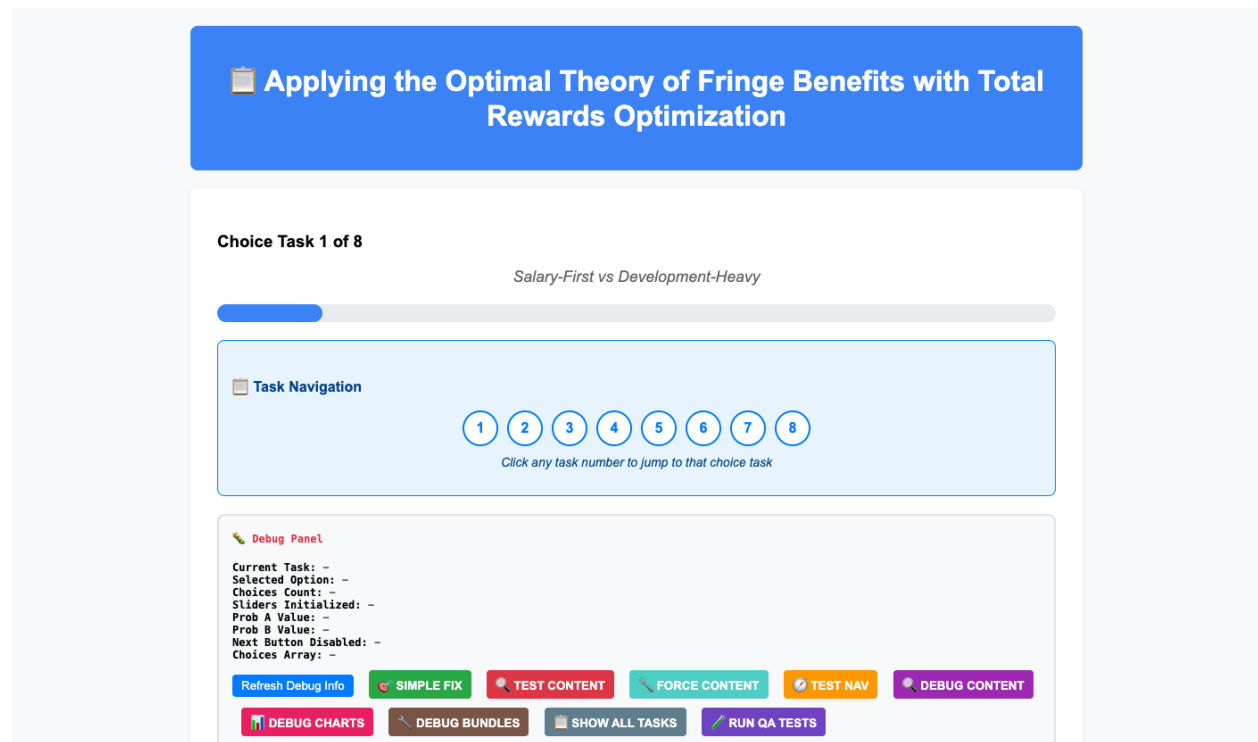 📋 Applying the Optimal Theory of Fringe Benefits with Total
Rewards Optimization
Choice Task 1 of 8
Salary-First vs Development-Heavy
📋 Task Navigation
1 2 3 4 5 6 7 8
Click any task number to jump to that choice task
🐛 Debug Panel
Current Task: –
Selected Option: –
Choices Count: –
Sliders Initialized: –
Prob A Value: –
Prob B Value: –
Next Button Disabled: –
Choices Array: –
Refresh Debug Info 🎯 SIMPLE FIX 🔍 TEST CONTENT 🔧 FORCE CONTENT 🧭 TEST NAV 🔍 DEBUG CONTENT
📊 DEBUG CHARTS 🔧 DEBUG BUNDLES 📋 SHOW ALL TASKS 🧪 RUN QA TESTS